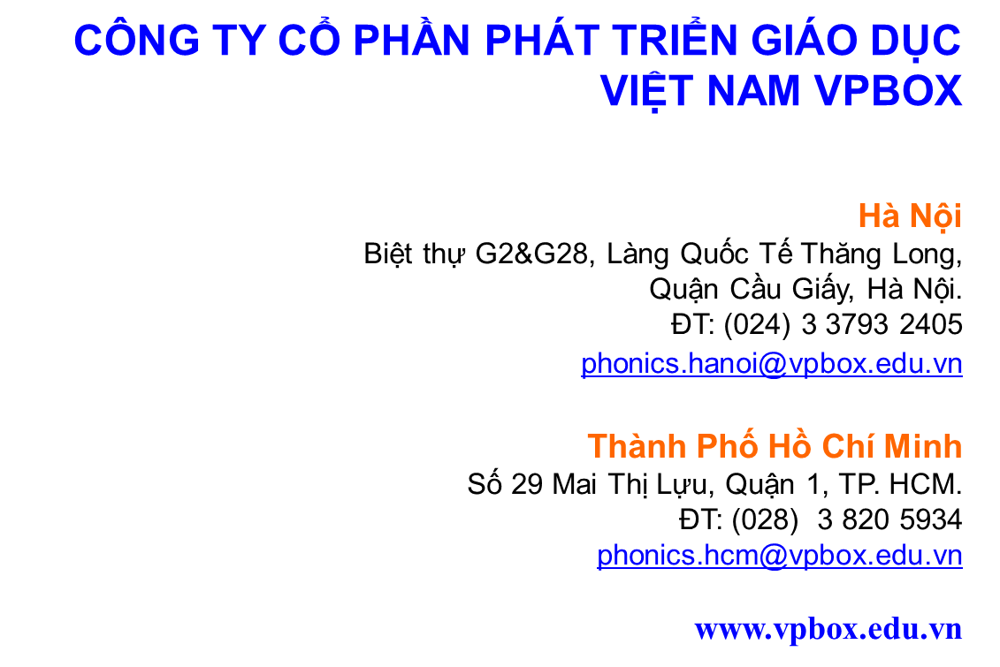 CÔNG TY CỔ PHẦN PHÁT TRIỂN GIÁO DỤC
VIỆT NAM VPBOX
Hà Nội
Biệt thự G2&G28, Làng Quốc Tế Thăng Long,
Quận Cầu Giấy, Hà Nội.
ĐT: (024) 3 3793 2405
phonics.hanoi@vpbox.edu.vn
Thành Phố Hồ Chí Minh
Số 29 Mai Thị Lựu, Quận 1, TP. HCM.
ĐT: (028) 3 820 5934
phonics.hcm@vpbox.edu.vn
www.vpbox.edu.vn